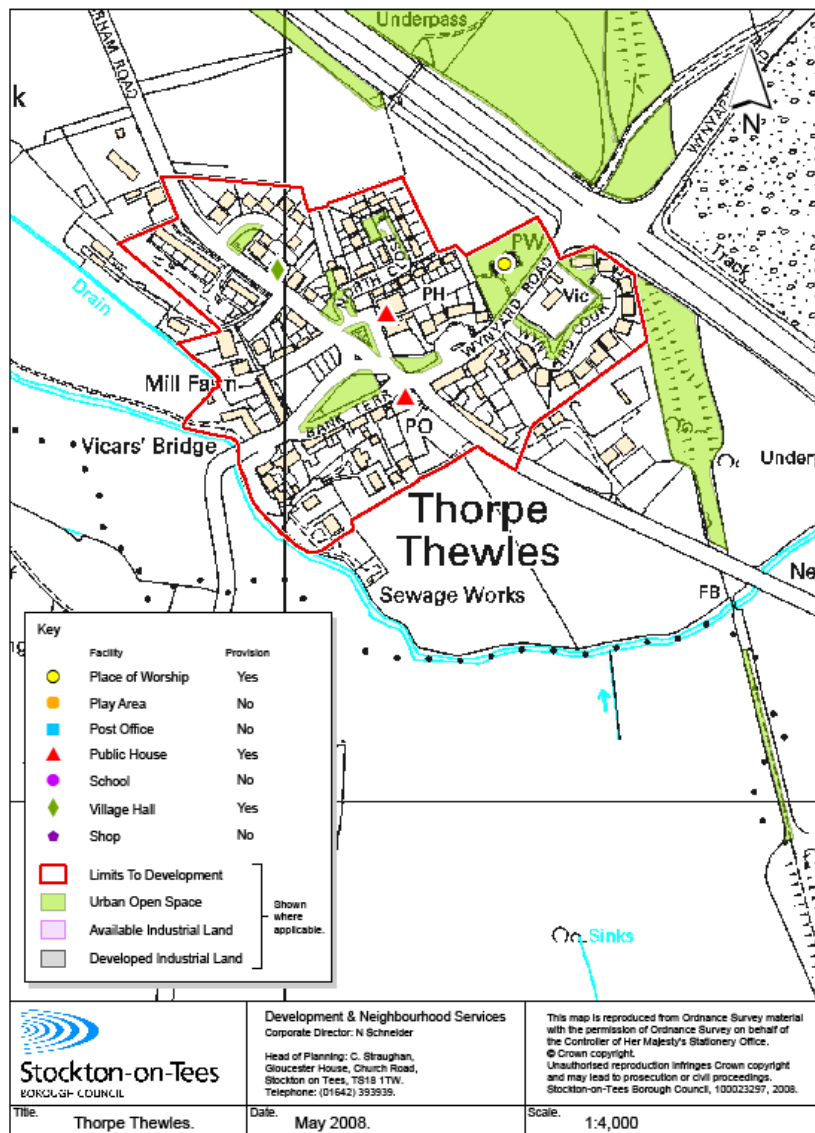 Underpass
RHAM ROAD
WYNYARD
k
N
Track
PW
NORTH CLOSE
PH
WYNYARD ROAD
Vic
Drain
Mill Farm
BANK TERR
Vicars' Bridge
PO
Underp
Thorpe
Thewles
Sewage Works
FB
Ne
Key
Facility Provision
Place of Worship Yes
Play Area No
Post Office No
Public House Yes
School No
Village Hall Yes
Shop No
Limits To Development
Urban Open Space
Available Industrial Land
Developed Industrial Land
Shown
where
applicable.
Sinks
Stockton-on-Tees
BOROUGH COUNCIL
Development & Neighbourhood Services
Corporate Director: N Schneider
Head of Planning: C. Straughan,
Gloucester House, Church Road,
Stockton on Tees, TS18 1TW.
Telephone: (01642) 393939.
This map is reproduced from Ordnance Survey material
with the permission of Ordnance Survey on behalf of
the Controller of Her Majesty's Stationery Office.
© Crown copyright.
Unauthorised reproduction infringes Crown copyright
and may lead to prosecution or civil proceedings.
Stockton-on-Tees Borough Council, 100023297, 2008.
Title. Thorpe Thewles.
Date. May 2008.
Scale. 1:4,000